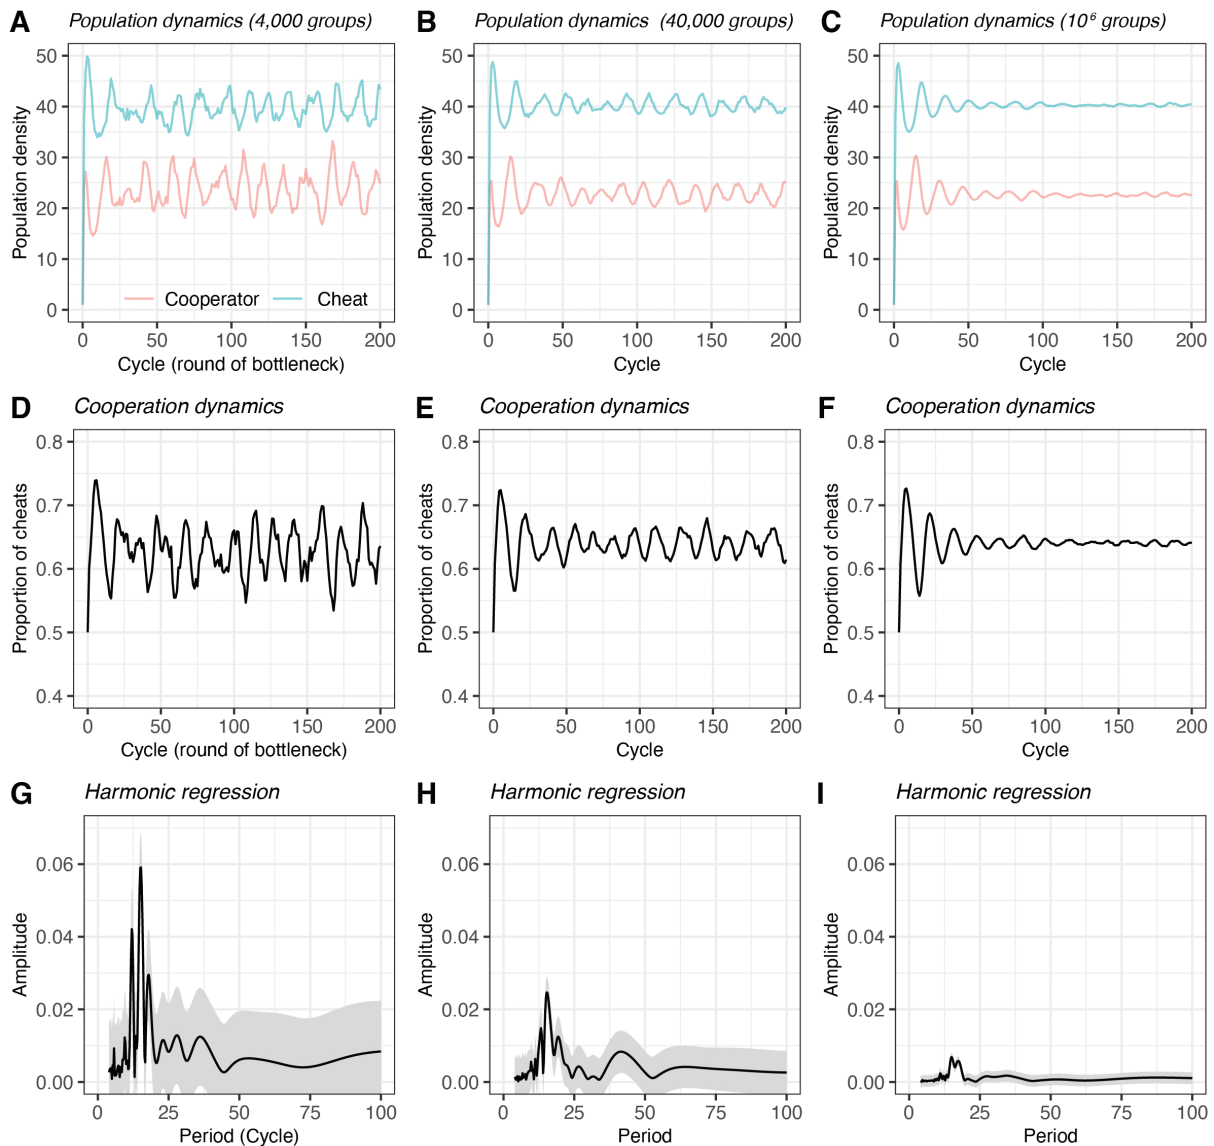 A Population dynamics (4,000 groups)
Population density
50
40
30
20
10
0
Cooperator Cheat
0 50 100 150 200
Cycle (round of bottleneck)
B Population dynamics (40,000 groups)
Population density
50
40
30
20
10
0
0 50 100 150 200
Cycle
C Population dynamics (10⁶ groups)
Population density
50
40
30
20
10
0
0 50 100 150 200
Cycle
D Cooperation dynamics
Proportion of cheats
0.8
0.7
0.6
0.5
0.4
0 50 100 150 200
Cycle (round of bottleneck)
E Cooperation dynamics
Proportion of cheats
0.8
0.7
0.6
0.5
0.4
0 50 100 150 200
Cycle
F Cooperation dynamics
Proportion of cheats
0.8
0.7
0.6
0.5
0.4
0 50 100 150 200
Cycle
G Harmonic regression
Amplitude
0.06
0.04
0.02
0.00
0 25 50 75 100
Period (Cycle)
H Harmonic regression
Amplitude
0.06
0.04
0.02
0.00
0 25 50 75 100
Period
I Harmonic regression
Amplitude
0.06
0.04
0.02
0.00
0 25 50 75 100
Period